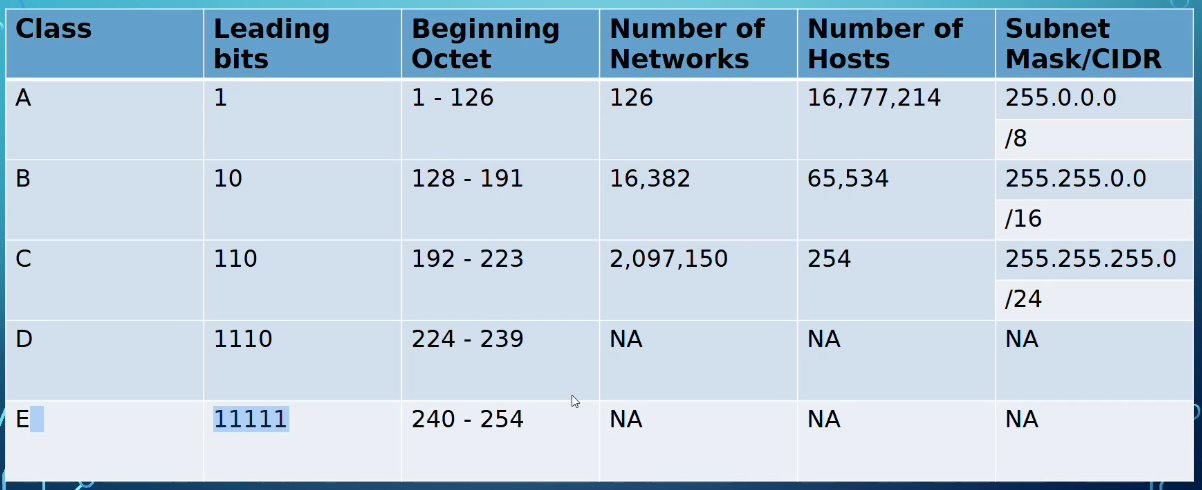 Class Leading bits Beginning Octet Number of Networks Number of Hosts Subnet Mask/CIDR
A 1 1 - 126 126 16,777,214 255.0.0.0
/8
B 10 128 - 191 16,382 65,534 255.255.0.0
/16
C 110 192 - 223 2,097,150 254 255.255.255.0
/24
D 1110 224 - 239 NA NA NA
E 11111 240 - 254 NA NA NA